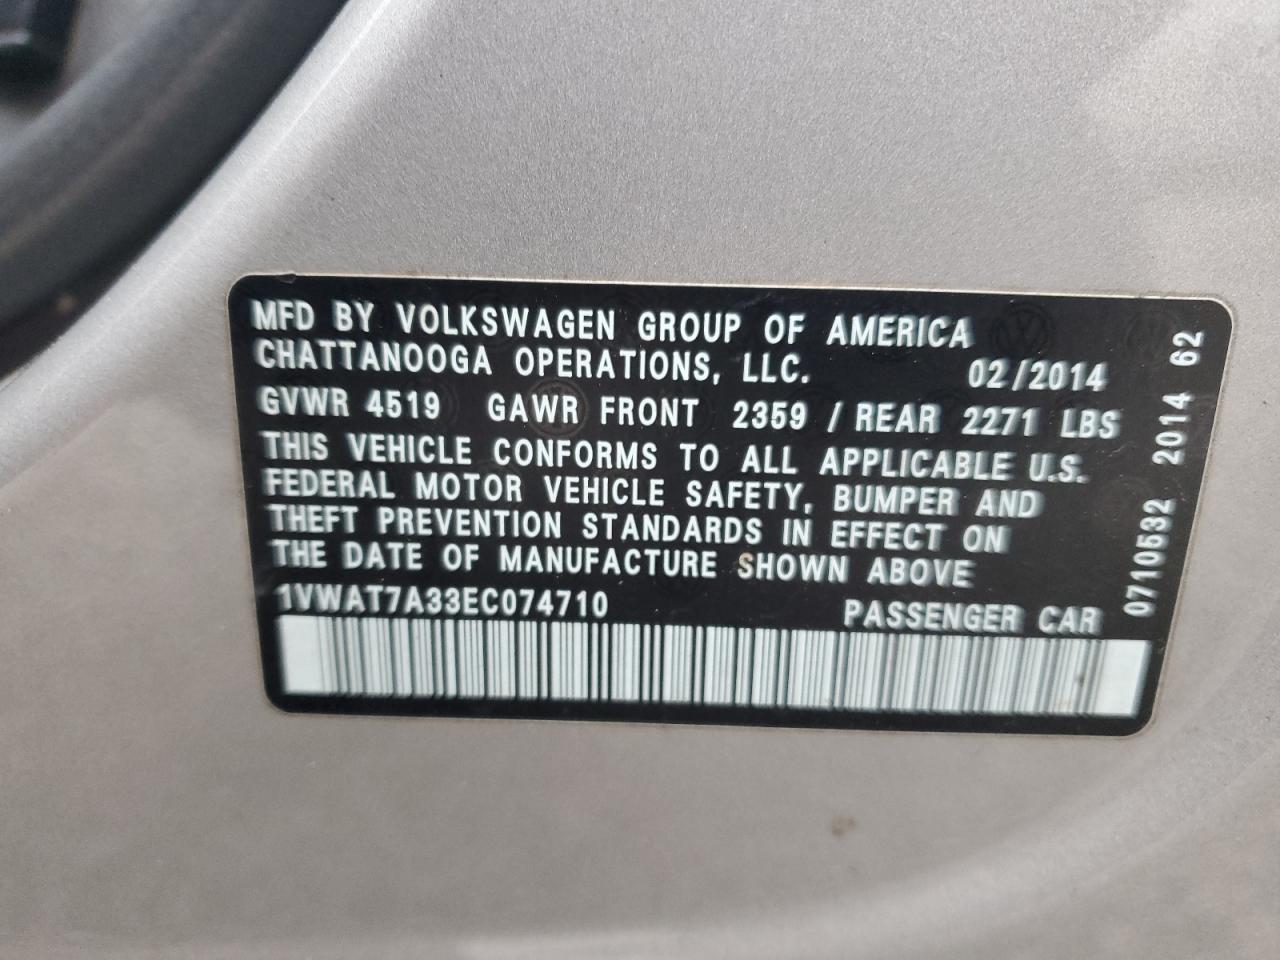 MFD BY VOLKSWAGEN GROUP OF AMERICA
CHATTANOOGA OPERATIONS, LLC. 02/2014
GVWR 4519 GAWR FRONT 2359 / REAR 2271 LBS
THIS VEHICLE CONFORMS TO ALL APPLICABLE U.S.
FEDERAL MOTOR VEHICLE SAFETY, BUMPER AND
THEFT PREVENTION STANDARDS IN EFFECT ON
THE DATE OF MANUFACTURE SHOWN ABOVE
1VWAT7A33EC074710 PASSENGER CAR
0710532 2014 62